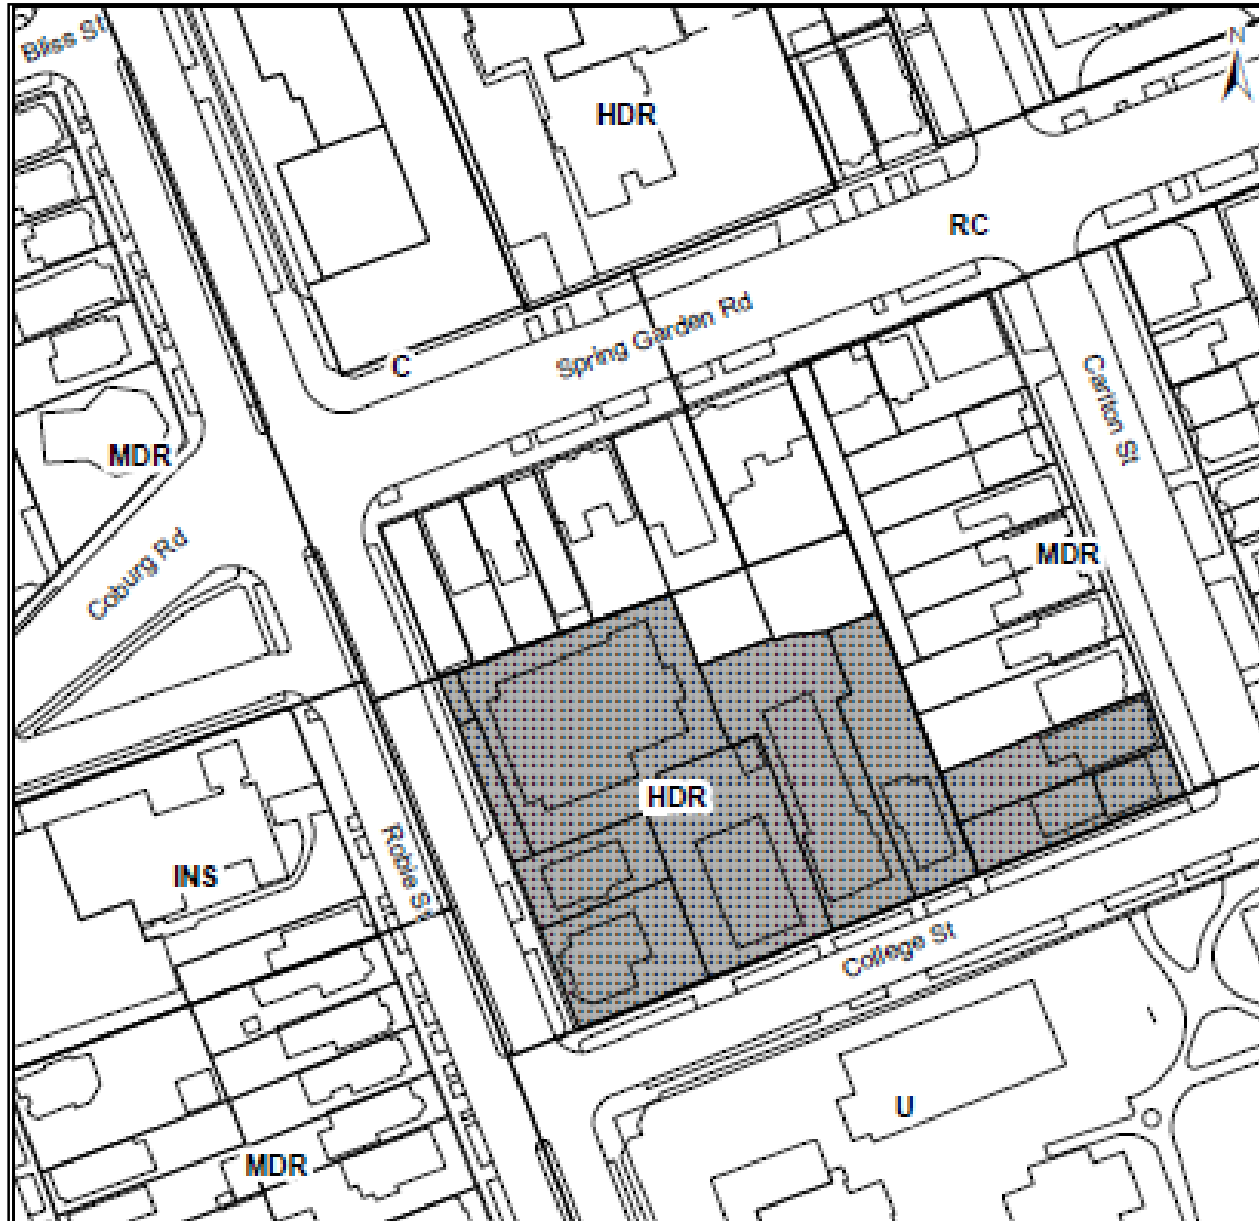 Bliss St
N
HDR
RC
Spring Garden Rd
C
Carlton St
MDR
MDR
Coburg Rd
HDR
Robie St
INS
College St
U
MDR